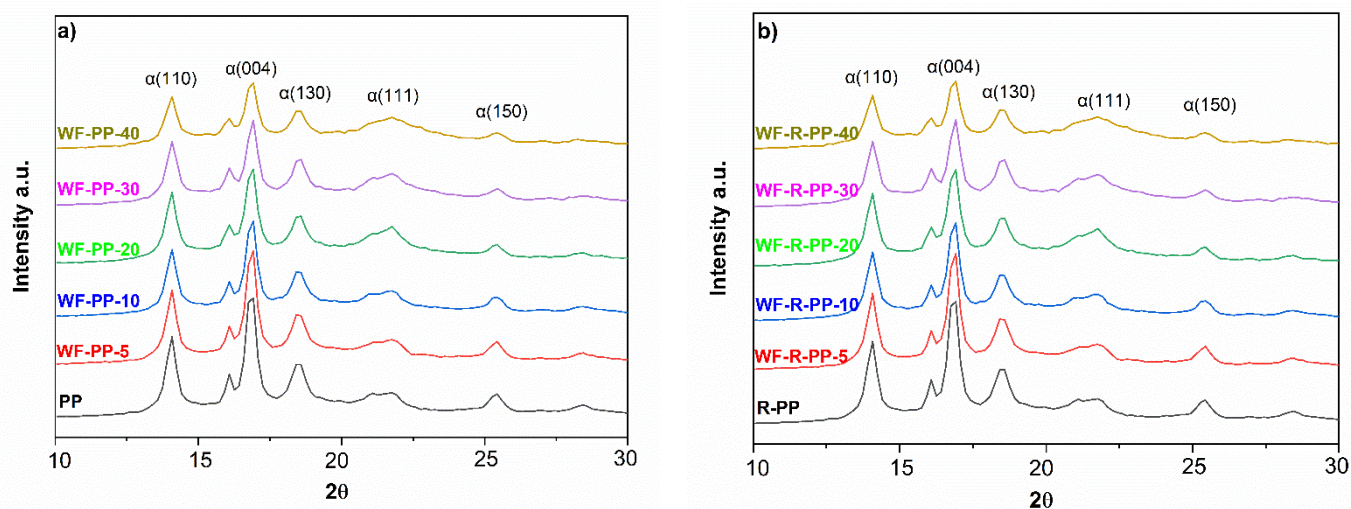 a)
α(110)
α(004)
α(130)
α(111)
α(150)
WF-PP-40
WF-PP-30
WF-PP-20
WF-PP-10
WF-PP-5
PP
Intensity a.u.
10 15 20 25 30
2θ
b)
α(110)
α(004)
α(130)
α(111)
α(150)
WF-R-PP-40
WF-R-PP-30
WF-R-PP-20
WF-R-PP-10
WF-R-PP-5
R-PP
Intensity a.u.
10 15 20 25 30
2θ